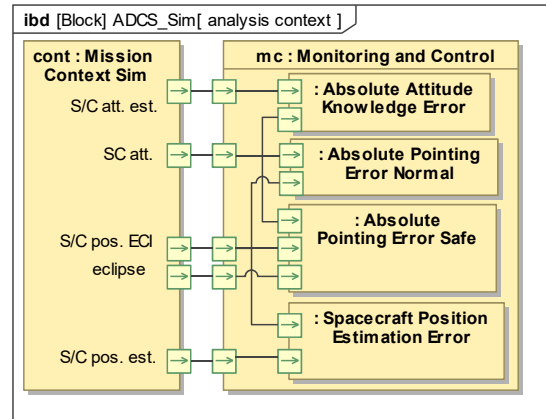 ibd [Block] ADCS_Sim[ analysis context ]
cont : Mission
Context Sim
S/C att. est.
SC att.
S/C pos. ECI
eclipse
S/C pos. est.
mc : Monitoring and Control
: Absolute Attitude
Knowledge Error
: Absolute Pointing
Error Normal
: Absolute
Pointing Error Safe
: Spacecraft Position
Estimation Error